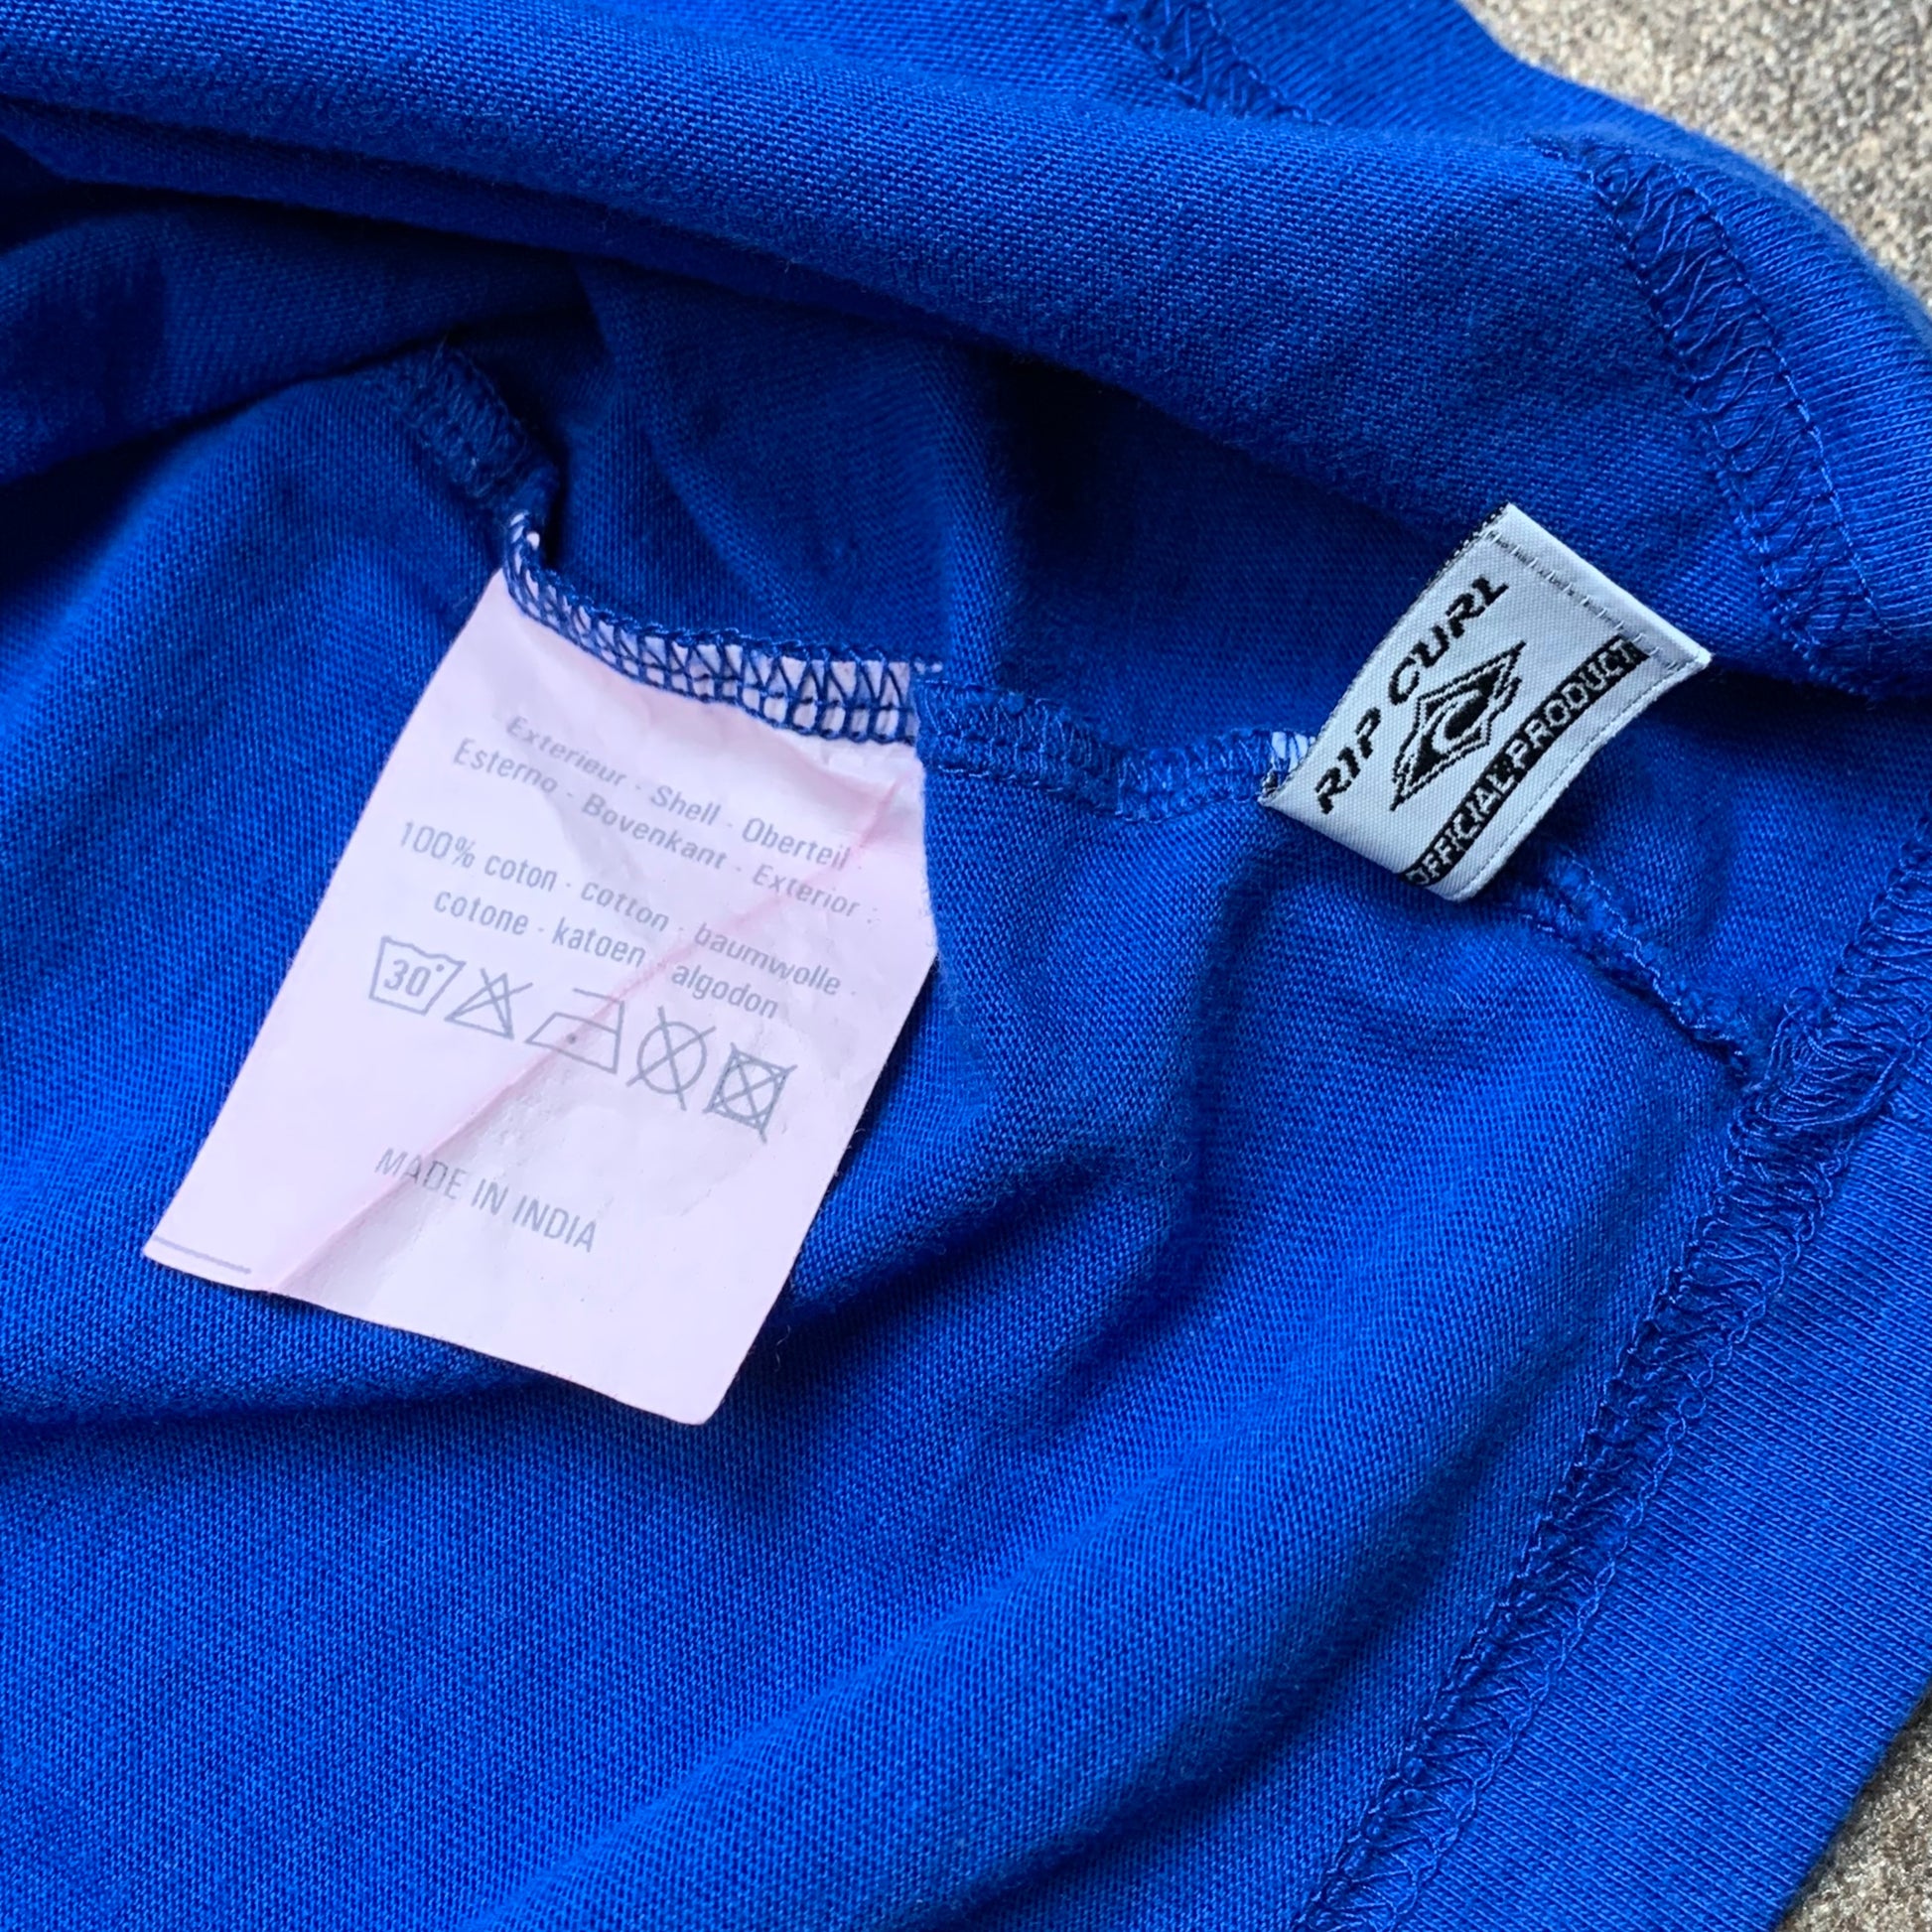 Exterieur · Shell · Oberteil ·
Esterno · Bovenkant · Exterior :
100% coton · cotton · baumwolle ·
cotone · katoen · algodon
30°
MADE IN INDIA
RIP CURL
OFFICIAL PRODUCT